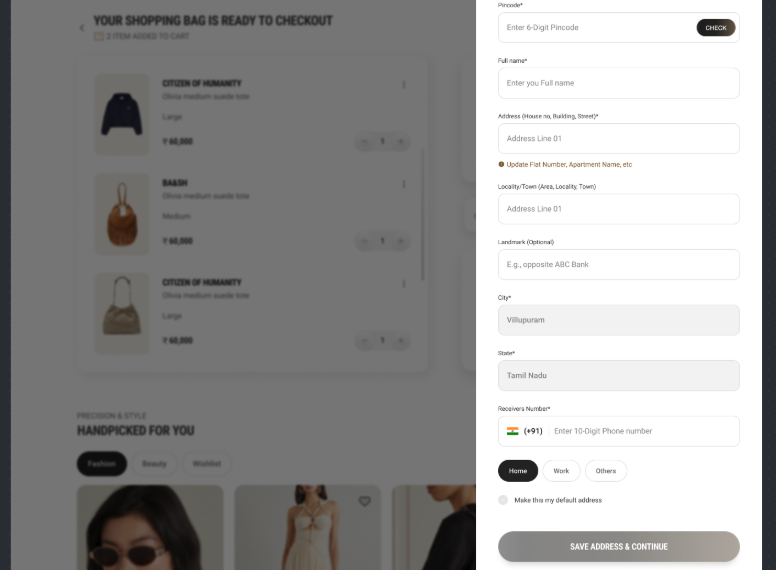 YOUR SHOPPING BAG IS READY TO CHECKOUT
2 ITEM ADDED TO CART
CITIZEN OF HUMANITY
Olivia medium suede tote
Large
₹ 60,000
1
BA&SH
Olivia medium suede tote
Medium
₹ 60,000
1
CITIZEN OF HUMANITY
Olivia medium suede tote
Large
₹ 60,000
1
PRECISION & STYLE
HANDPICKED FOR YOU
Fashion
Beauty
Wishlist
Pincode*
Enter 6-Digit Pincode
CHECK
Full name*
Enter you Full name
Address (House no, Building, Street)*
Address Line 01
Update Flat Number, Apartment Name, etc
Locality/Town (Area, Locality, Town)
Address Line 01
Landmark (Optional)
E.g., opposite ABC Bank
City*
Villupuram
State*
Tamil Nadu
Receivers Number*
(+91)
Enter 10-Digit Phone number
Home
Work
Others
Make this my default address
SAVE ADDRESS & CONTINUE